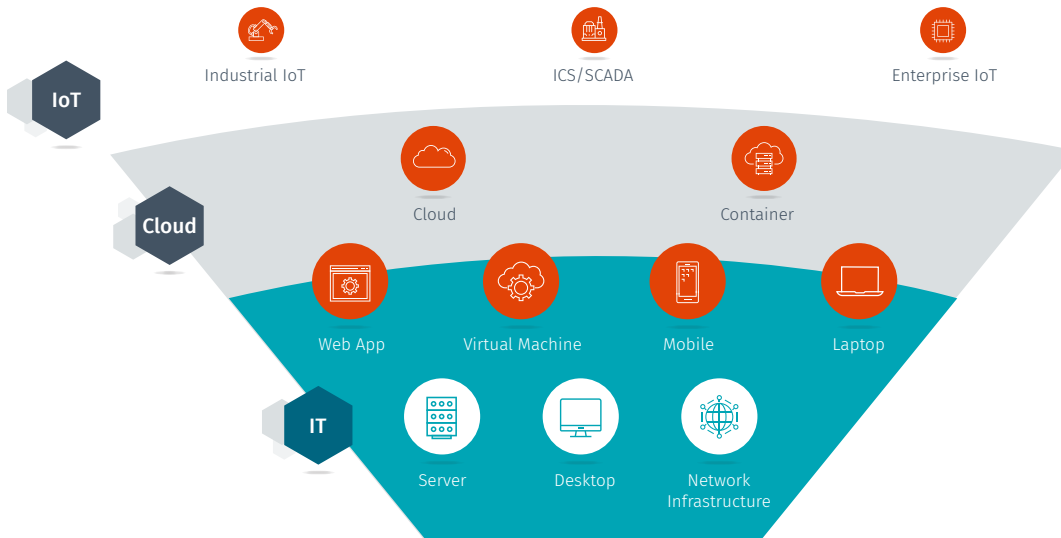 Industrial IoT
ICS/SCADA
Enterprise IoT
IoT
Cloud
Container
Cloud
Web App
Virtual Machine
Mobile
Laptop
IT
Server
Desktop
Network
Infrastructure